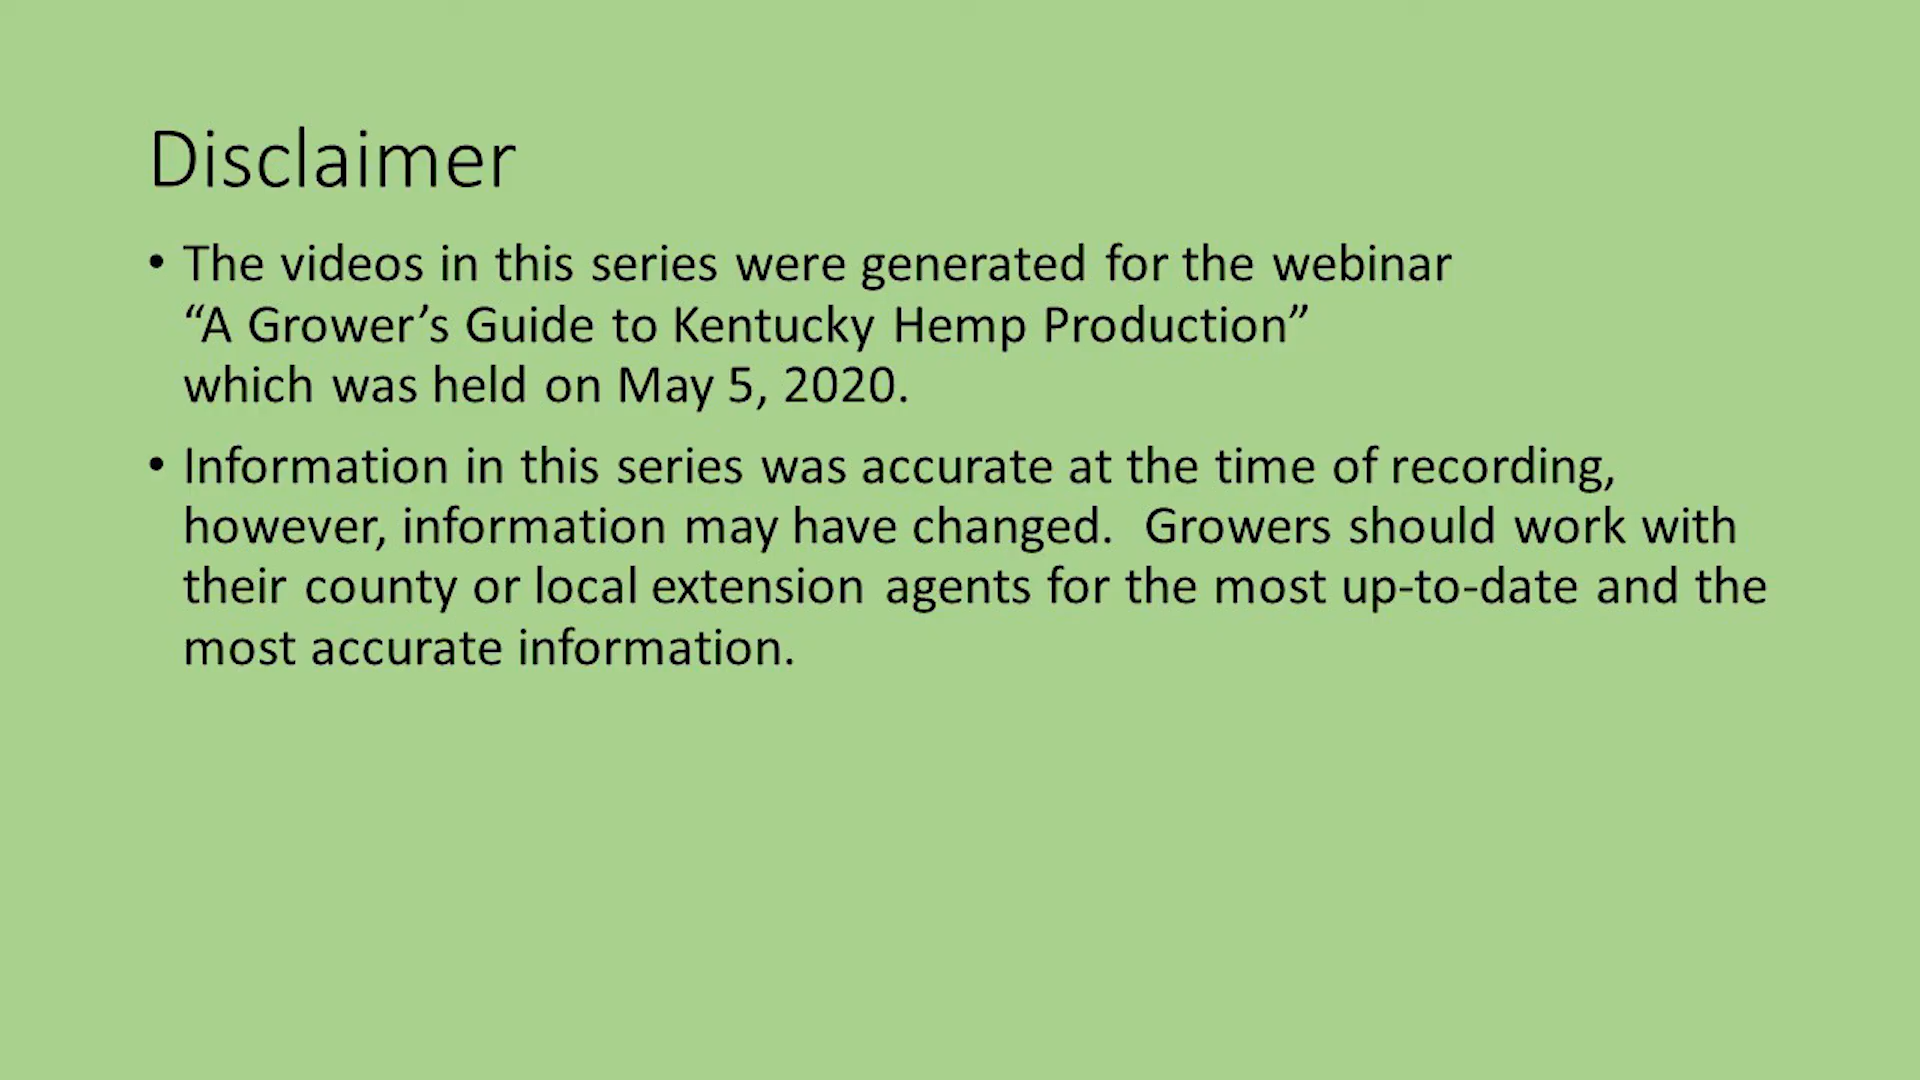 Disclaimer
• The videos in this series were generated for the webinar
“A Grower’s Guide to Kentucky Hemp Production”
which was held on May 5, 2020.
• Information in this series was accurate at the time of recording,
however, information may have changed.  Growers should work with
their county or local extension agents for the most up-to-date and the
most accurate information.